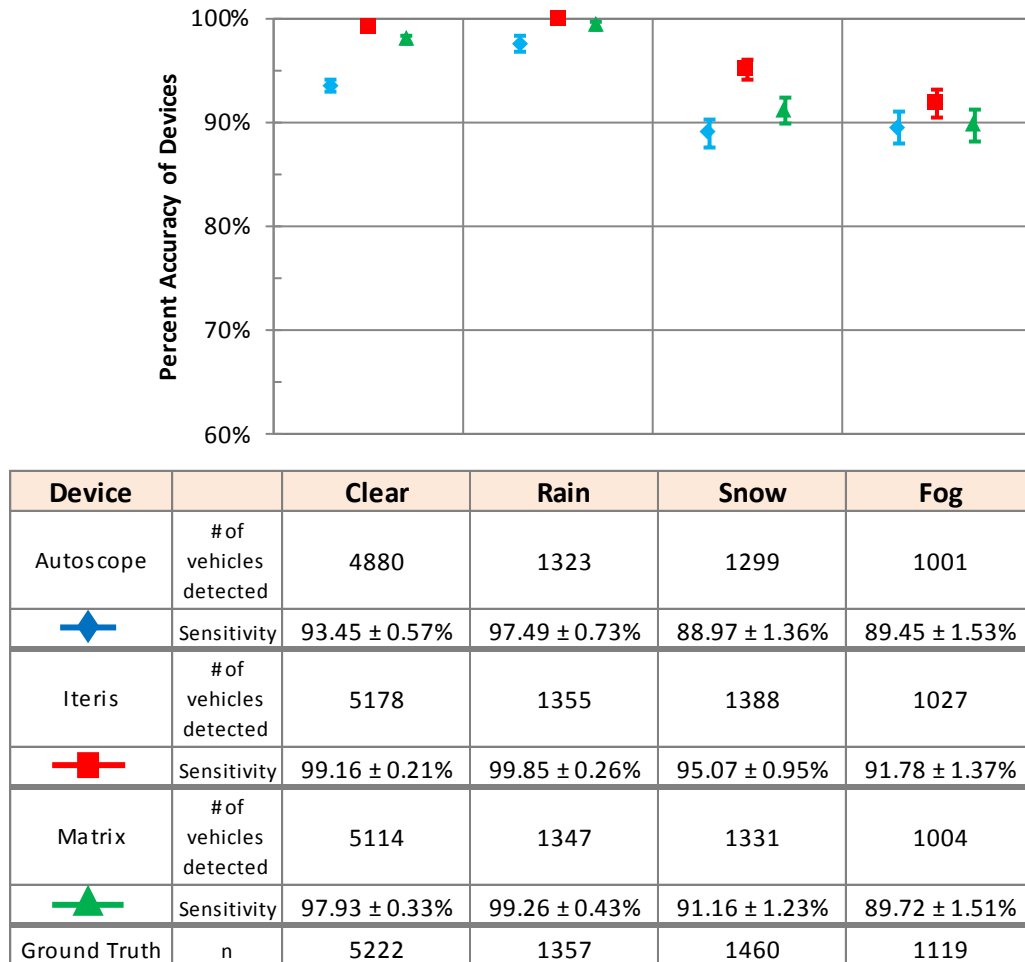 100%
90%
80%
70%
60%
Percent Accuracy of Devices
Device Clear Rain Snow Fog
Autoscope # of vehicles detected 4880 1323 1299 1001
Sensitivity 93.45 ± 0.57% 97.49 ± 0.73% 88.97 ± 1.36% 89.45 ± 1.53%
Iteris # of vehicles detected 5178 1355 1388 1027
Sensitivity 99.16 ± 0.21% 99.85 ± 0.26% 95.07 ± 0.95% 91.78 ± 1.37%
Matrix # of vehicles detected 5114 1347 1331 1004
Sensitivity 97.93 ± 0.33% 99.26 ± 0.43% 91.16 ± 1.23% 89.72 ± 1.51%
Ground Truth n 5222 1357 1460 1119